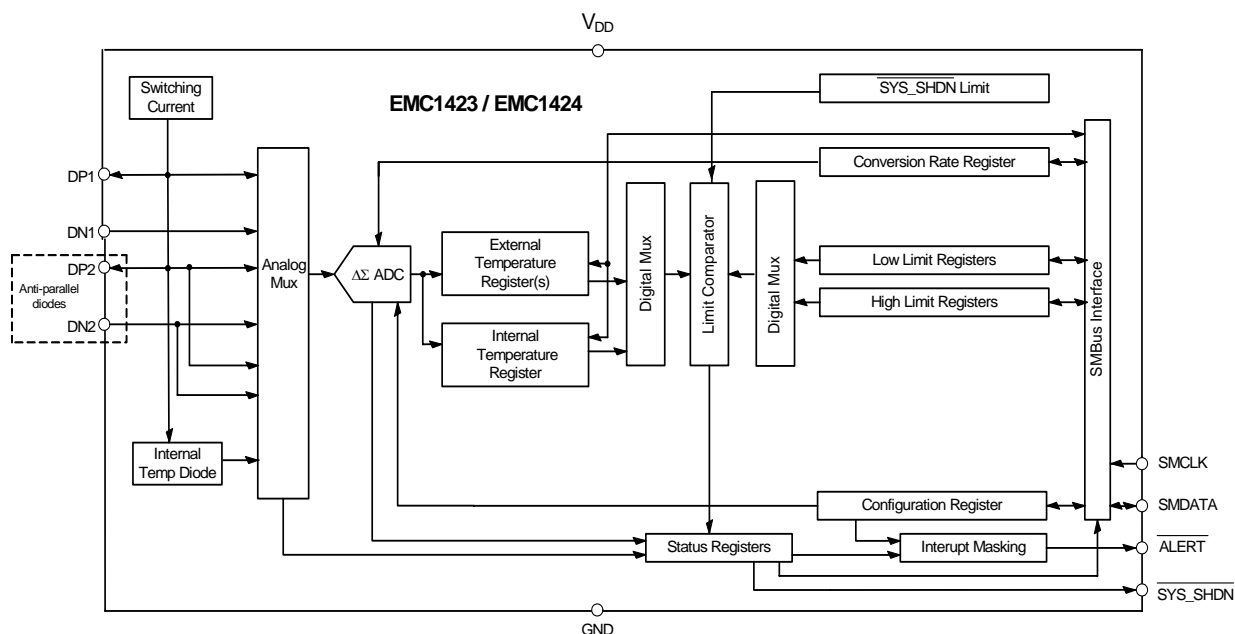 V_DD
Switching
Current
EMC1423 / EMC1424
SYS_SHDN Limit
Conversion Rate Register
DP1
DN1
DP2
Anti-parallel
diodes
DN2
Analog
Mux
ΔΣ ADC
External
Temperature
Register(s)
Internal
Temperature
Register
Digital Mux
Limit Comparator
Digital Mux
Low Limit Registers
High Limit Registers
SMBus Interface
Internal
Temp Diode
SMCLK
Configuration Register
SMDATA
Status Registers
Interupt Masking
ALERT
SYS_SHDN
GND